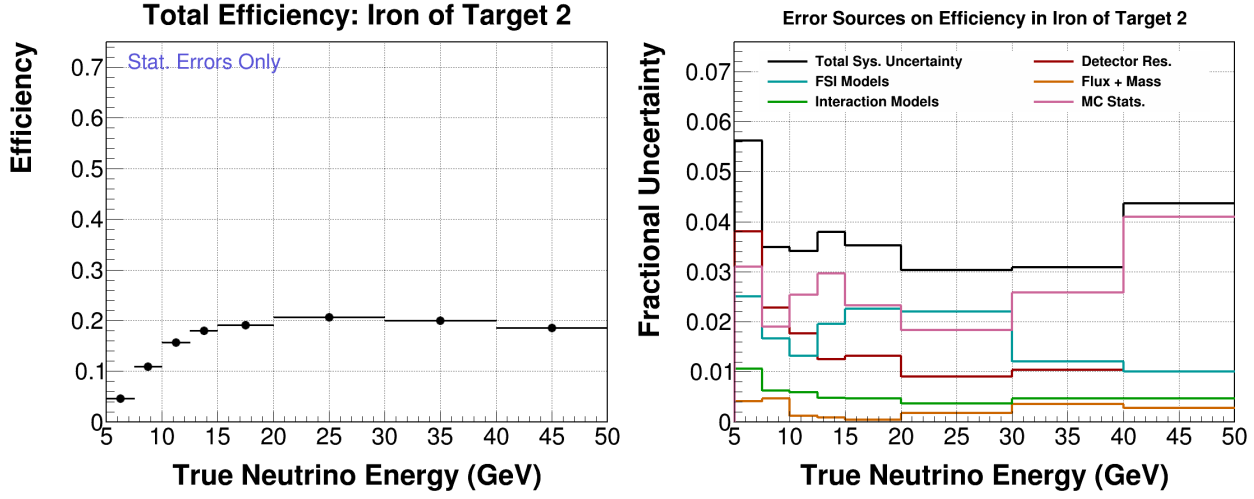 Total Efficiency: Iron of Target 2
Stat. Errors Only
Efficiency
0.7
0.6
0.5
0.4
0.3
0.2
0.1
0
5 10 15 20 25 30 35 40 45 50
True Neutrino Energy (GeV)
Error Sources on Efficiency in Iron of Target 2
Total Sys. Uncertainty
FSI Models
Interaction Models
Detector Res.
Flux + Mass
MC Stats.
Fractional Uncertainty
0.07
0.06
0.05
0.04
0.03
0.02
0.01
0
5 10 15 20 25 30 35 40 45 50
True Neutrino Energy (GeV)